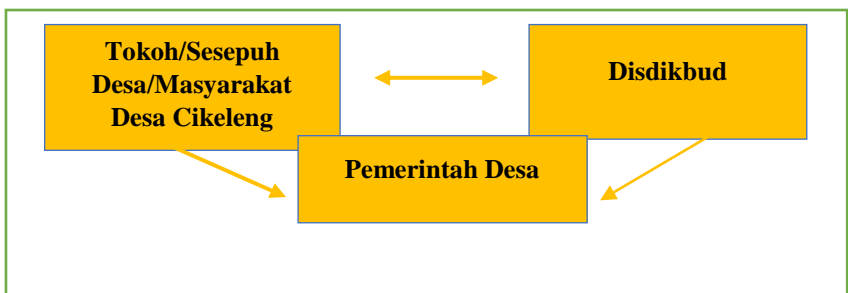 Tokoh/Sesepuh
Desa/Masyarakat
Desa Cikeleng
Disdikbud
Pemerintah Desa